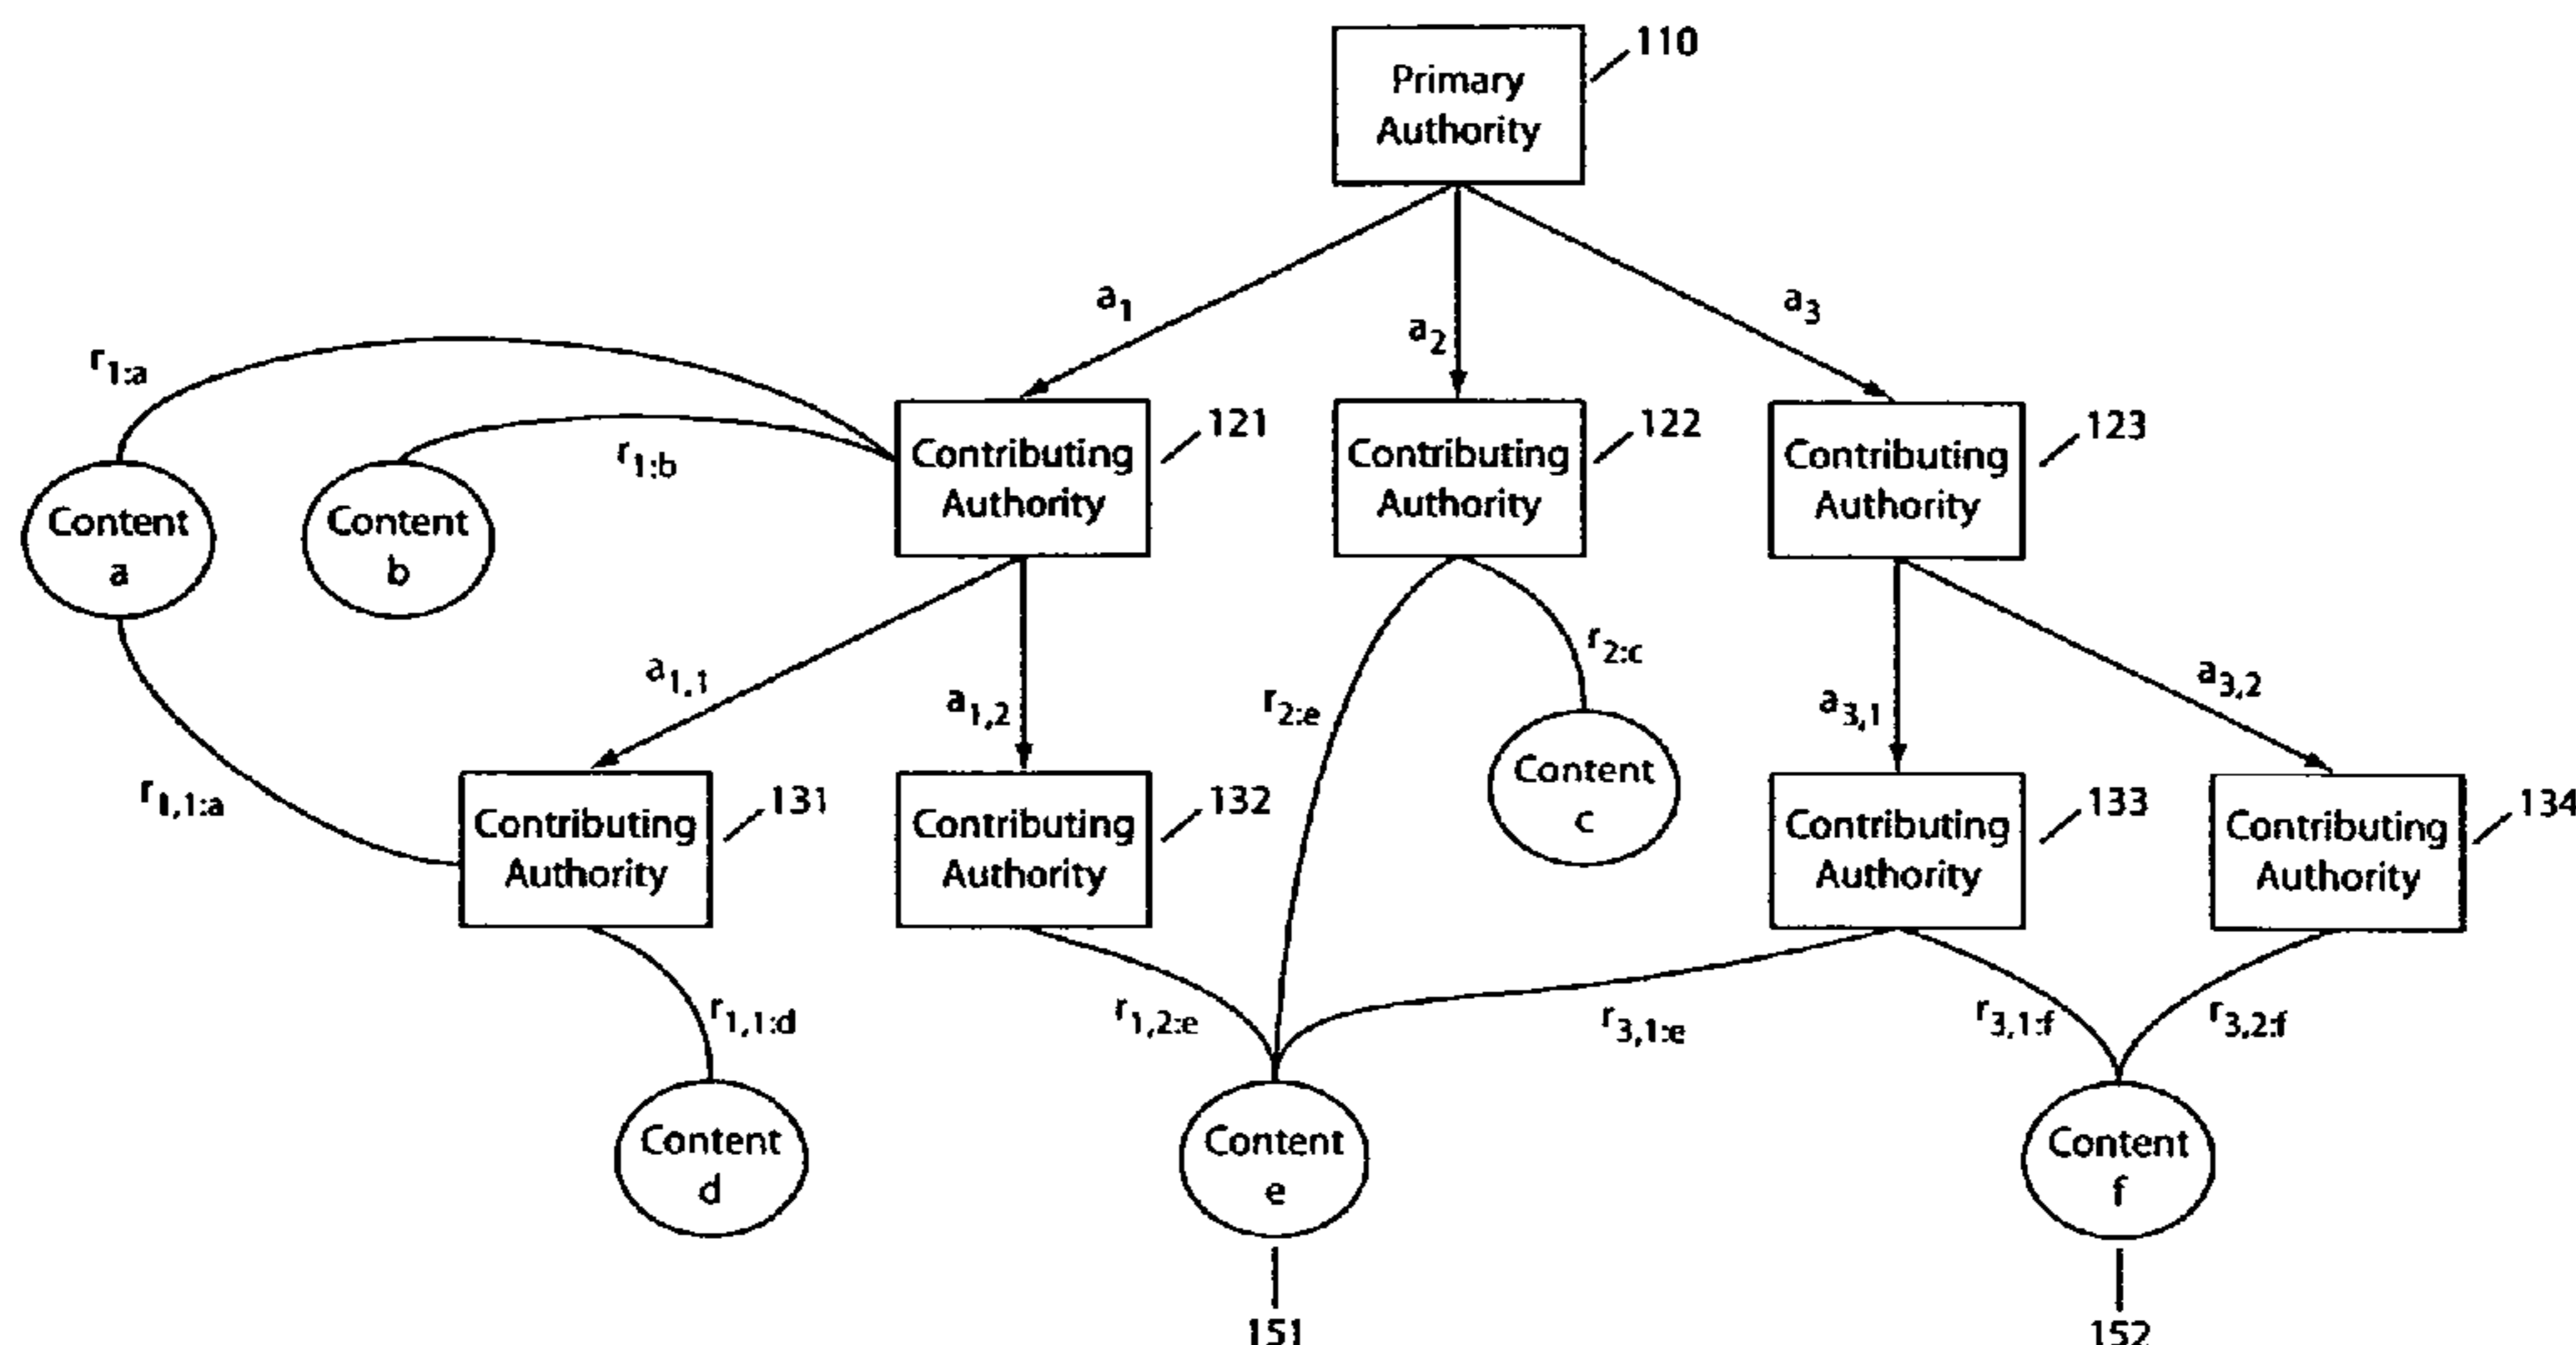 110
Primary
Authority
a1
a2
a3
r1:a
r1:b
121
122
123
Contributing
Authority
Contributing
Authority
Contributing
Authority
Content
a
Content
b
a1,1
a1,2
r2:e
r2:c
a3,1
a3,2
Content
c
r1,1:a
131
132
133
134
Contributing
Authority
Contributing
Authority
Contributing
Authority
Contributing
Authority
r1,1:d
r1,2:e
r3,1:e
r3,1:f
r3,2:f
Content
d
Content
e
Content
f
151
152